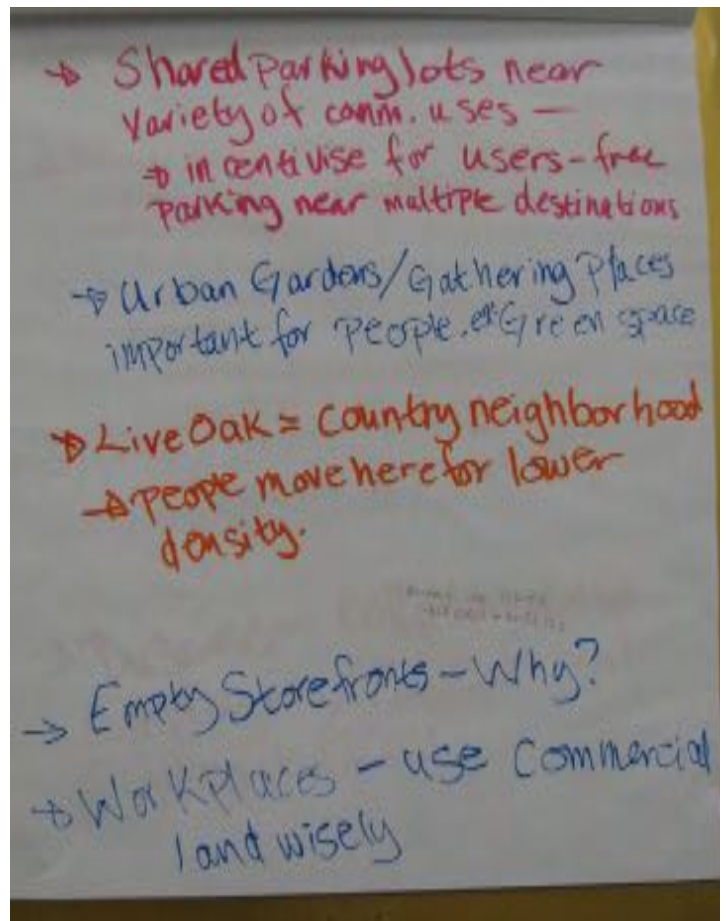 → Shared parking lots near
variety of comm. uses —
→ incentivise for users - free
parking near multiple destinations
→ Urban Gardens/Gathering Places
important for people. Green space
→ Live Oak = Country neighborhood
→ people move here for lower
density.
→ Empty Storefronts - Why?
→ Workplaces - use commercial
land wisely